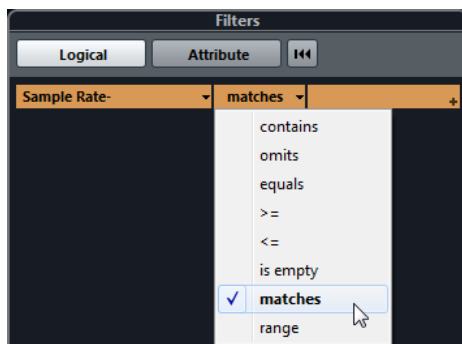 Filters
Logical Attribute
Sample Rate- matches
contains
omits
equals
>=
<=
is empty
matches
range